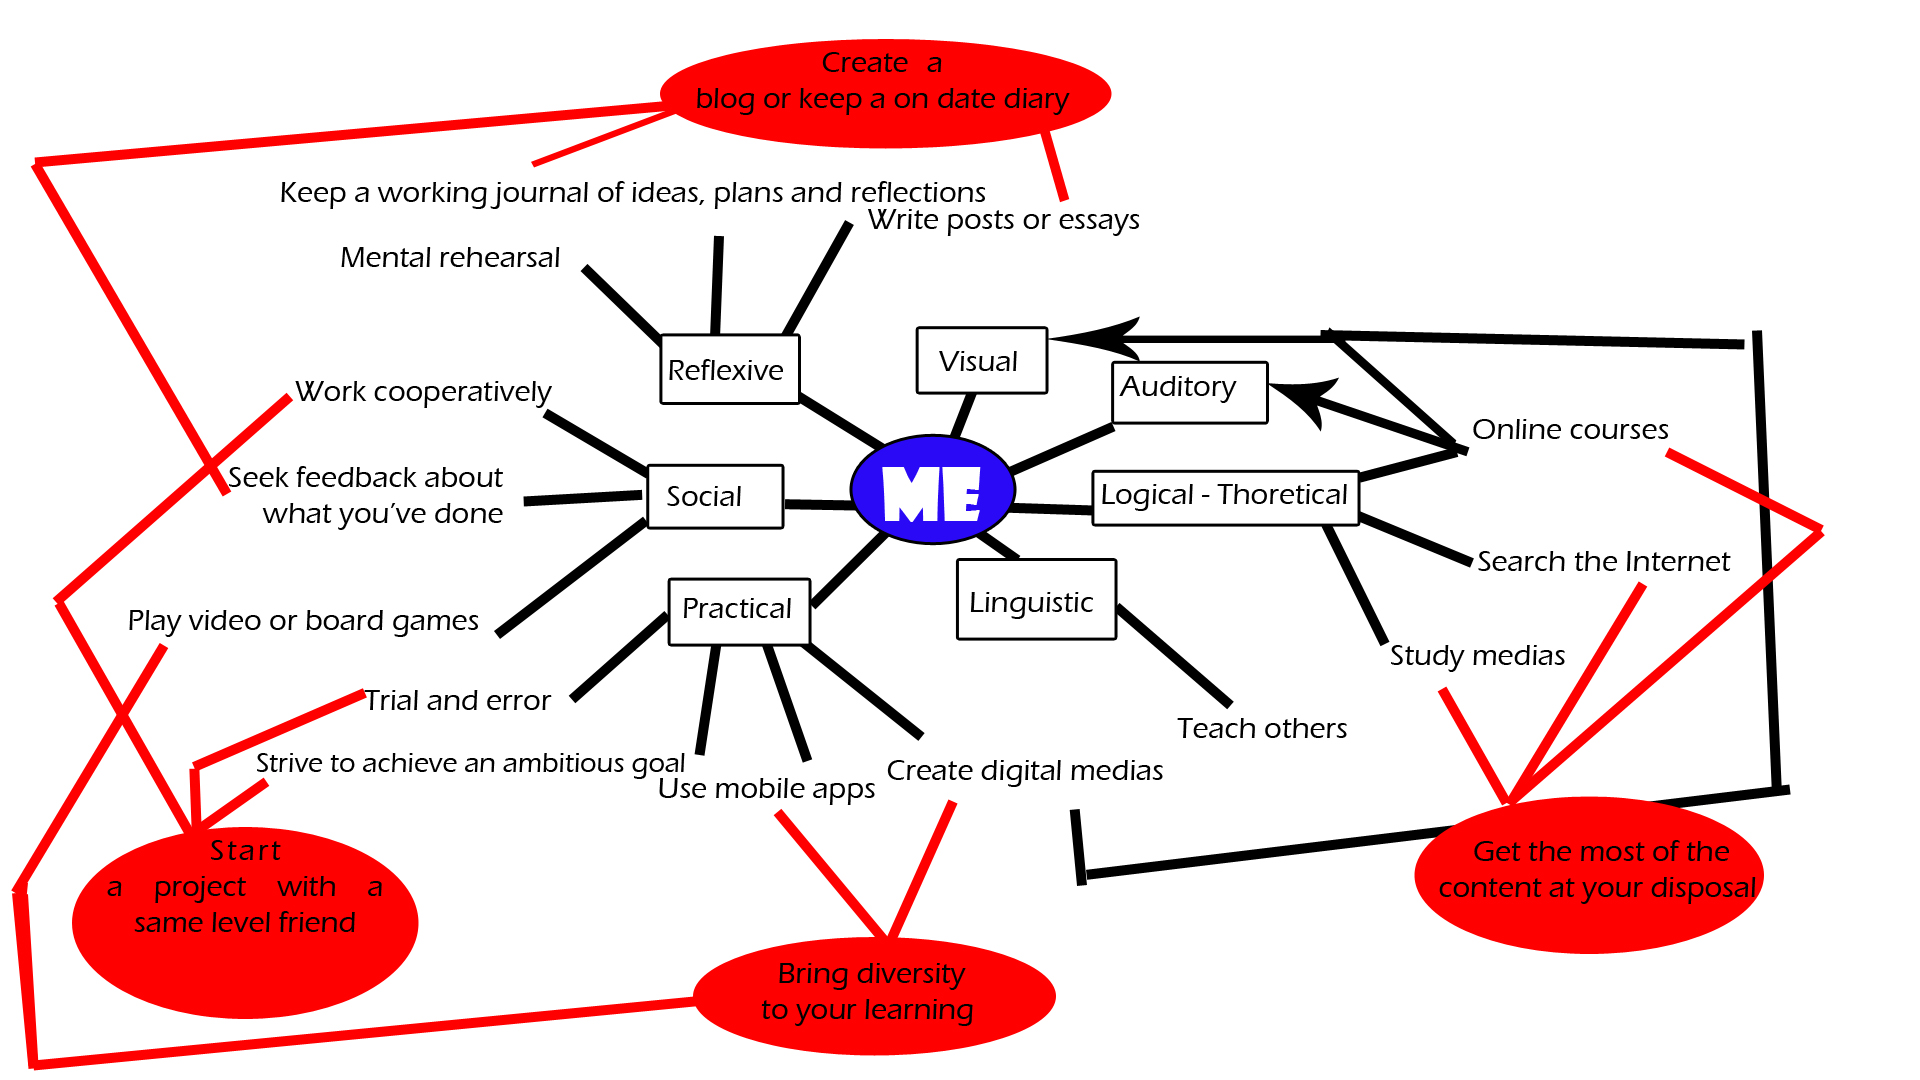 Create a
blog or keep a on date diary
Keep a working journal of ideas, plans and reflections
Write posts or essays
Mental rehearsal
Reflexive
Visual
Auditory
Work cooperatively
Online courses
Seek feedback about
what you've done
Social
ME
Logical - Thoretical
Search the Internet
Practical
Linguistic
Play video or board games
Study medias
Trial and error
Teach others
Strive to achieve an ambitious goal
Use mobile apps
Create digital medias
Start
a project with a
same level friend
Get the most of the
content at your disposal
Bring diversity
to your learning